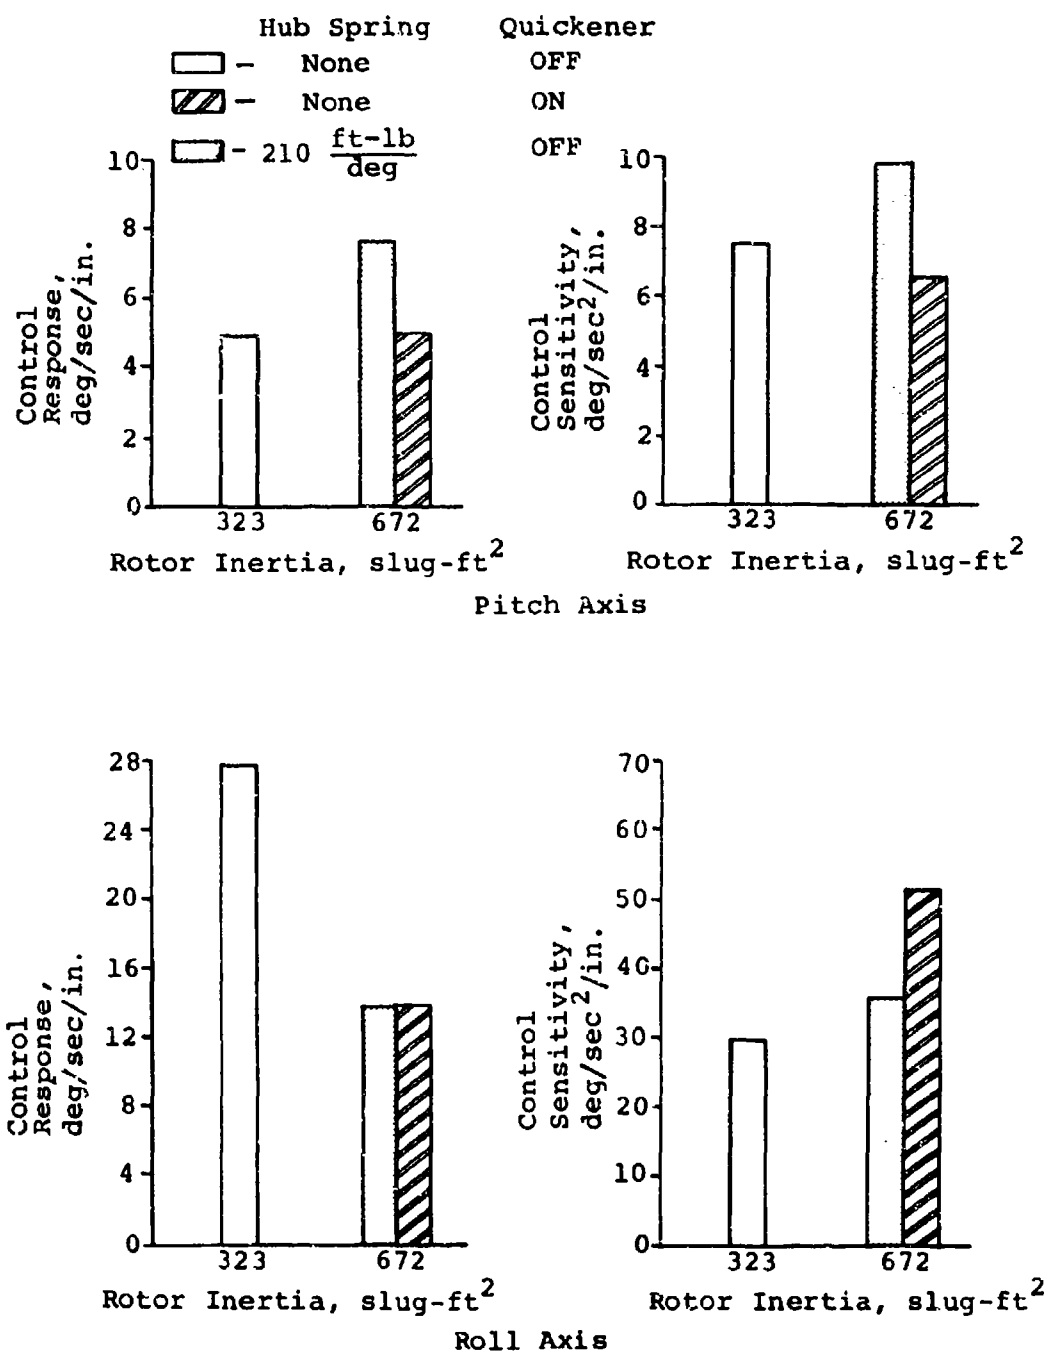 Hub Spring Quickener
None OFF
None ON
210 ft-lb/deg OFF
10
8
6
4
2
0
Control
Response,
deg/sec/in.
323 672
Rotor Inertia, slug-ft²
10
8
6
4
2
0
Control
Sensitivity,
deg/sec²/in.
323 672
Rotor Inertia, slug-ft²
Pitch Axis
28
24
20
16
12
8
4
0
Control
Response,
deg/sec/in.
323 672
Rotor Inertia, slug-ft²
70
60
50
40
30
20
10
0
Control
Sensitivity,
deg/sec²/in.
323 672
Rotor Inertia, slug-ft²
Roll Axis